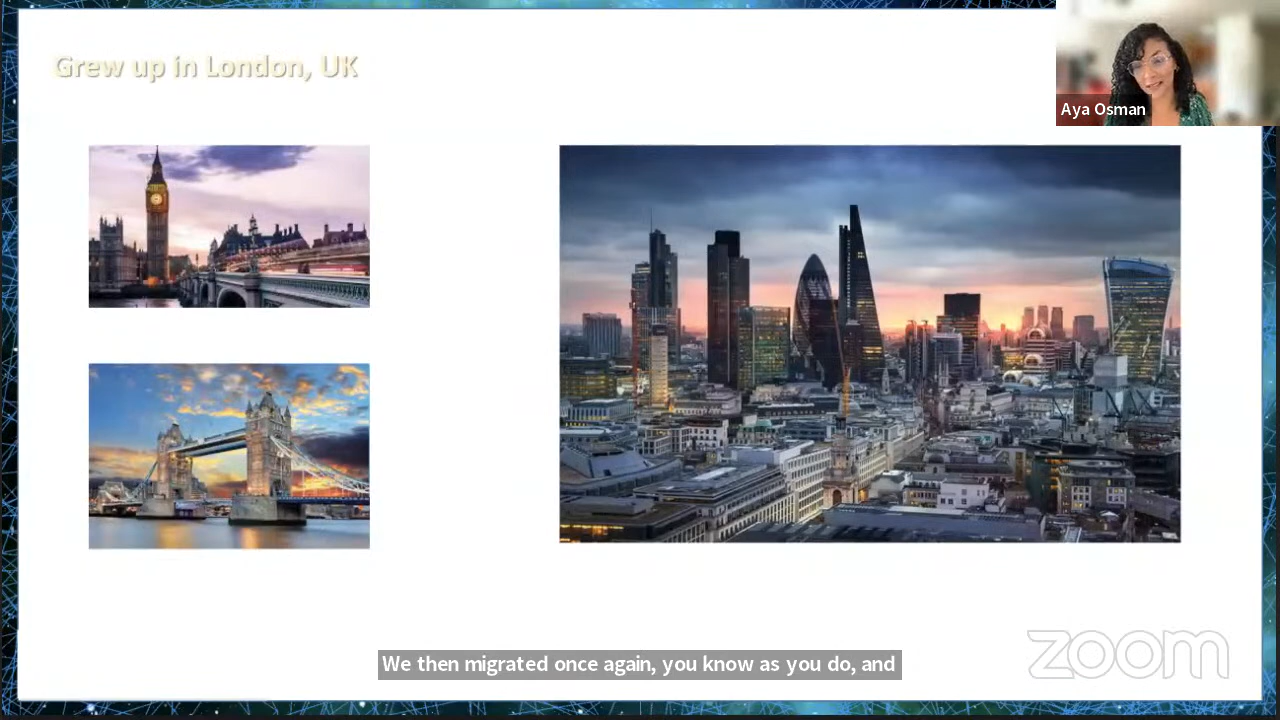 Grew up in London, UK
Aya Osman
We then migrated once again, you know as you do, and
zoom